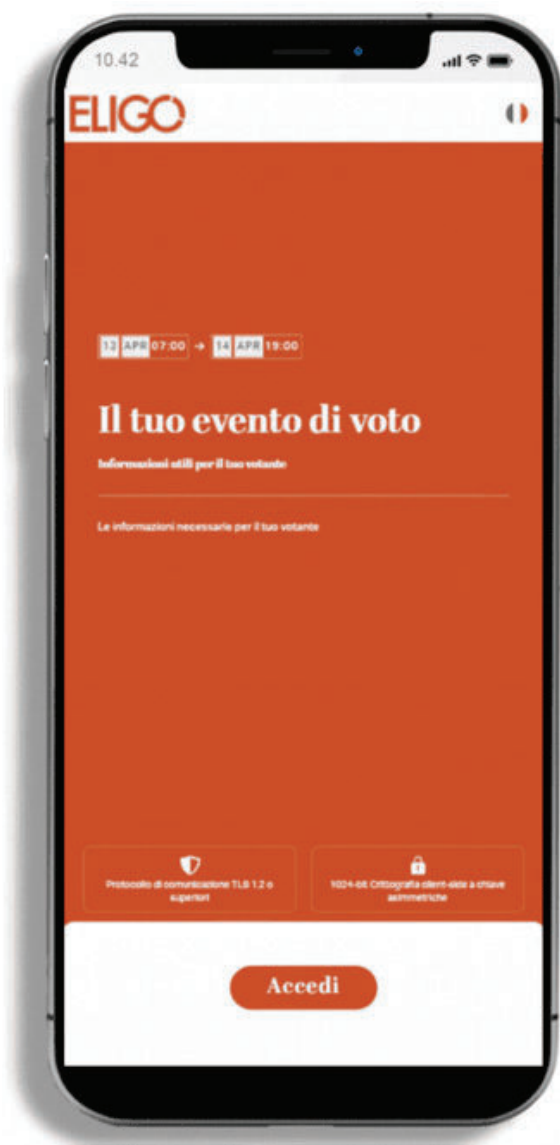 10.42
ELIGO
12 APR 07:00 → 14 APR 19:00
Il tuo evento di voto
Informazioni utili per il tuo votante
Le informazioni necessarie per il tuo votante
Protocollo di comunicazione TLS 1.2 o
superiori
1024-bit Crittografia client-side a chiave
asimmetriche
Accedi